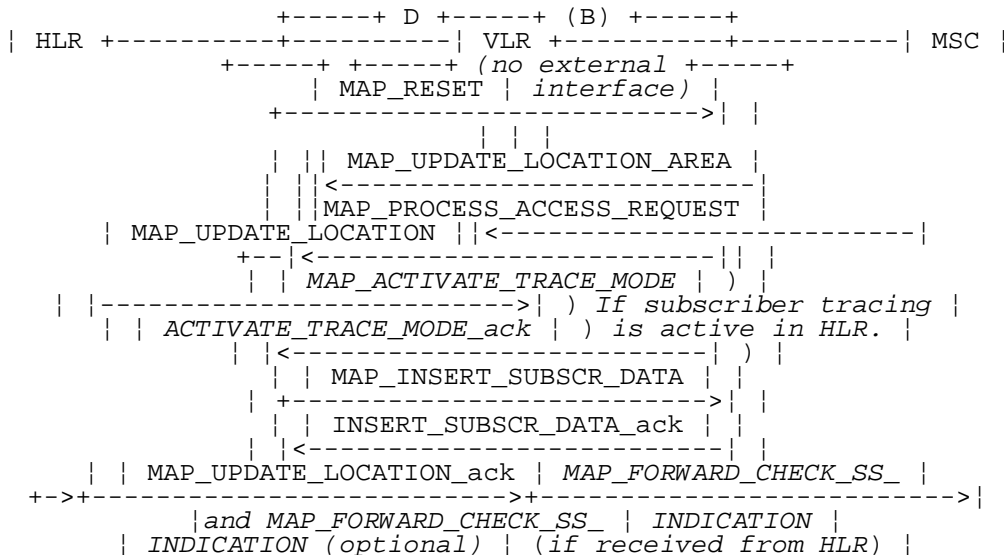 +-----+ D +-----+ (B) +-----+
¦ HLR +----------+----------¦ VLR +----------+----------¦ MSC ¦
+-----+ +-----+ (no external +-----+
¦ MAP_RESET ¦ interface) ¦
+-------------------------->¦ ¦
¦ ¦ ¦
¦ ¦¦ MAP_UPDATE_LOCATION_AREA ¦
¦ ¦¦<--------------------------¦
¦ ¦¦MAP_PROCESS_ACCESS_REQUEST ¦
¦ MAP_UPDATE_LOCATION ¦¦<--------------------------¦
+--¦<-------------------------¦¦ ¦
¦ ¦ MAP_ACTIVATE_TRACE_MODE ¦ ) ¦
¦ ¦-------------------------->¦ ) If subscriber tracing ¦
¦ ¦ ACTIVATE_TRACE_MODE_ack ¦ ) is active in HLR. ¦
¦ ¦<--------------------------¦ ) ¦
¦ ¦ MAP_INSERT_SUBSCR_DATA ¦ ¦
¦ +-------------------------->¦ ¦
¦ ¦ INSERT_SUBSCR_DATA_ack ¦ ¦
¦ ¦<--------------------------¦ ¦
¦ ¦ MAP_UPDATE_LOCATION_ack ¦ MAP_FORWARD_CHECK_SS_ ¦
+->+-------------------------->+-------------------------->¦
¦and MAP_FORWARD_CHECK_SS_ ¦ INDICATION ¦
¦ INDICATION (optional) ¦ (if received from HLR) ¦